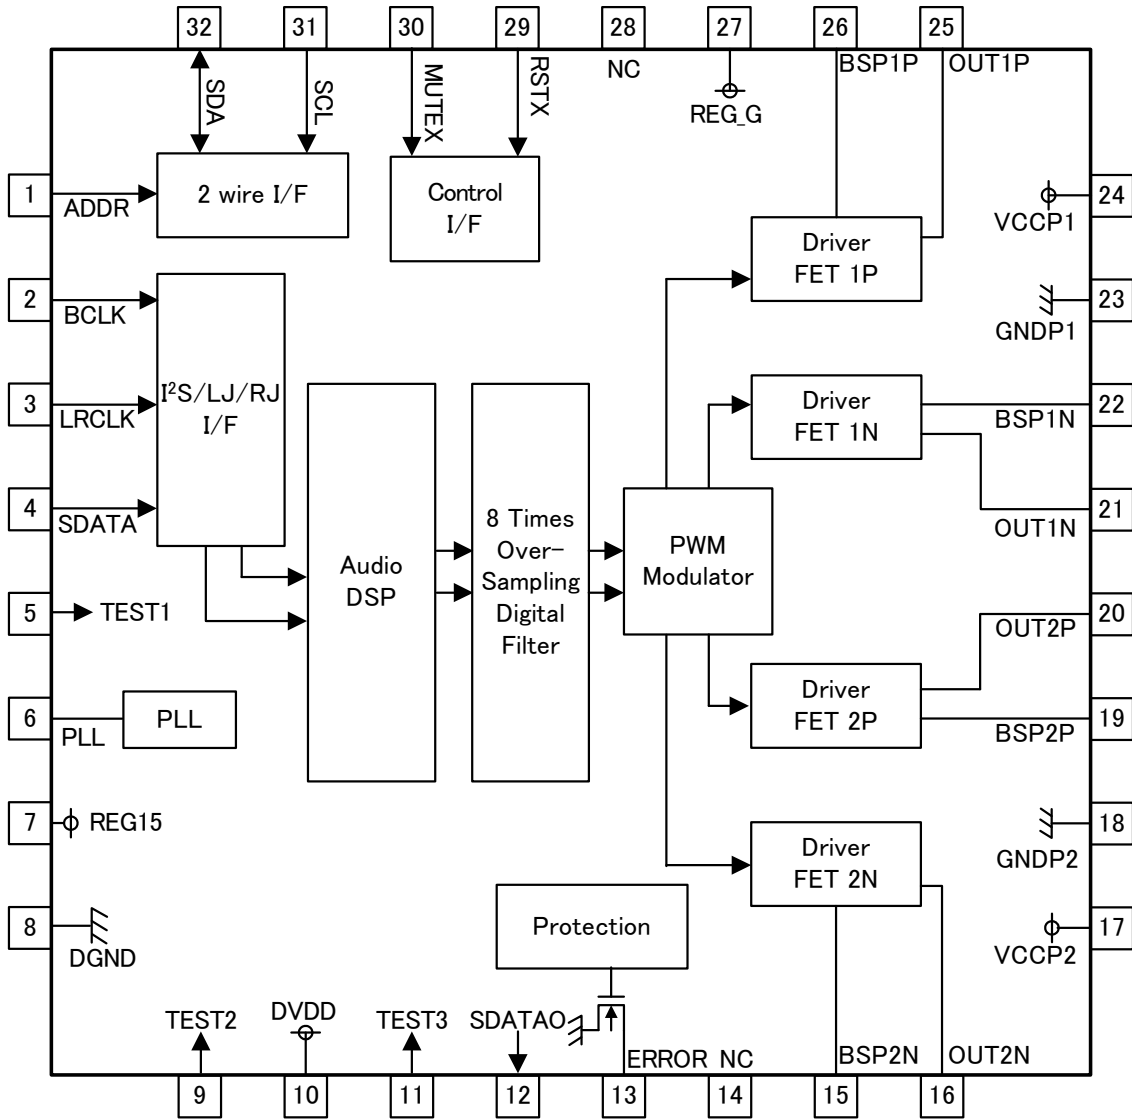 32
31
30
29
28
27
26
25
SDA
SCL
MUTEX
RSTX
NC
REG_G
BSP1P
OUT1P
1
ADDR
2 wire I/F
Control
I/F
Driver
FET 1P
VCCP1
24
2
BCLK
GNDP1
23
3
LRCLK
I²S/LJ/RJ
I/F
Driver
FET 1N
BSP1N
22
4
SDATA
OUT1N
21
Audio
DSP
8 Times
Over-
Sampling
Digital
Filter
PWM
Modulator
5
TEST1
OUT2P
20
6
PLL
PLL
Driver
FET 2P
BSP2P
19
7
REG15
GNDP2
18
Driver
FET 2N
8
DGND
Protection
VCCP2
17
TEST2
DVDD
TEST3
SDATAO
ERROR
NC
BSP2N
OUT2N
9
10
11
12
13
14
15
16